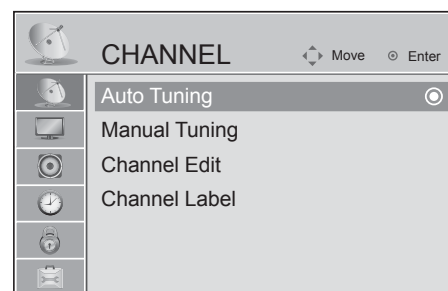 CHANNEL Move Enter
Auto Tuning
Manual Tuning
Channel Edit
Channel Label